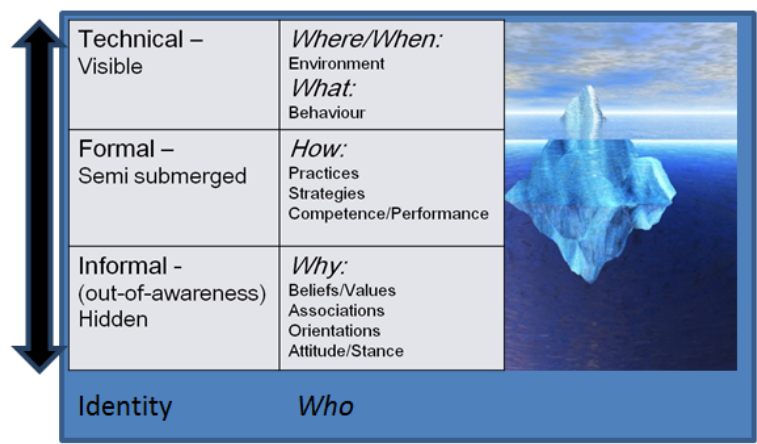 Technical –
Visible
Where/When:
Environment
What:
Behaviour
Formal –
Semi submerged
How:
Practices
Strategies
Competence/Performance
Informal -
(out-of-awareness)
Hidden
Why:
Beliefs/Values
Associations
Orientations
Attitude/Stance
Identity
Who